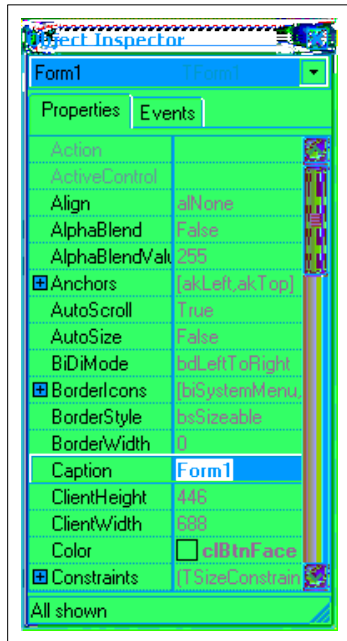 Object Inspector
Form1 TForm1
Properties Events
Action
ActiveControl
Align alNone
AlphaBlend False
AlphaBlendValu 255
Anchors [akLeft,akTop]
AutoScroll True
AutoSize False
BiDiMode bdLeftToRight
BorderIcons [biSystemMenu,
BorderStyle bsSizeable
BorderWidth 0
Caption Form1
ClientHeight 446
ClientWidth 688
Color clBtnFace
Constraints (TSizeConstrain
All shown